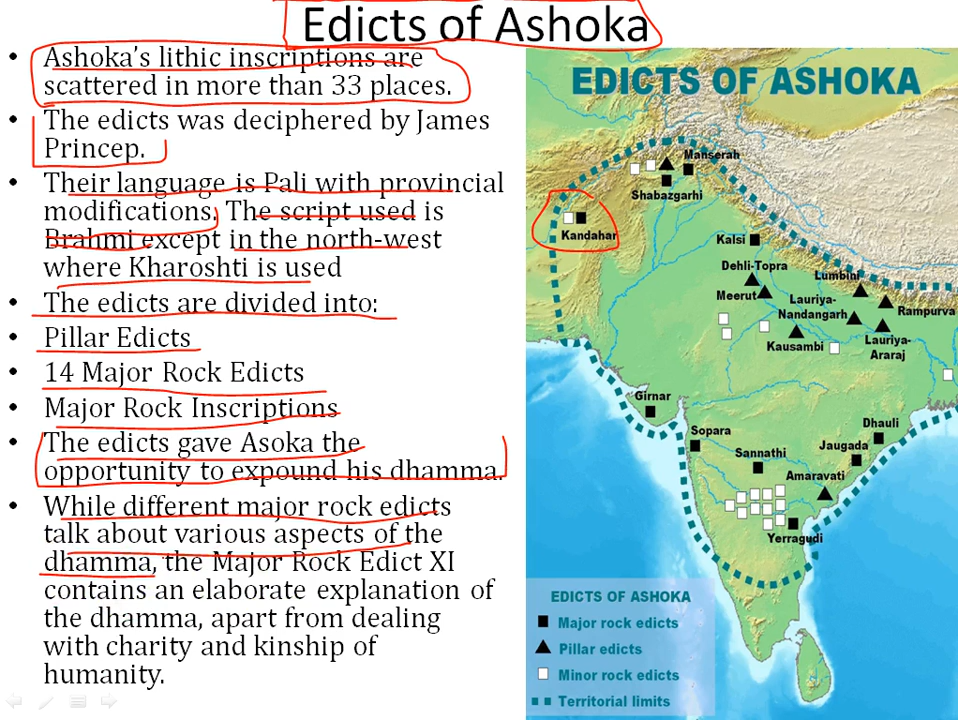 Edicts of Ashoka
• Ashoka's lithic inscriptions are
scattered in more than 33 places.
• The edicts was deciphered by James
Princep.
• Their language is Pali with provincial
modifications. The script used is
Brahmi except in the north-west
where Kharoshti is used
• The edicts are divided into:
• Pillar Edicts
• 14 Major Rock Edicts
• Major Rock Inscriptions
• The edicts gave Asoka the
opportunity to expound his dhamma.
• While different major rock edicts
talk about various aspects of the
dhamma, the Major Rock Edict XI
contains an elaborate explanation of
the dhamma, apart from dealing
with charity and kinship of
humanity.
EDICTS OF ASHOKA
Manserah
Shabazgarhi
Kandahar
Kalsi
Dehli-Topra
Lumbini
Meerut
Lauriya-
Nandangarh
Rampurva
Kausambi
Lauriya-
Araraj
Girnar
Sopara
Dhauli
Jaugada
Sannathi
Amaravati
Yerragudi
EDICTS OF ASHOKA
Major rock edicts
Pillar edicts
Minor rock edicts
Territorial limits